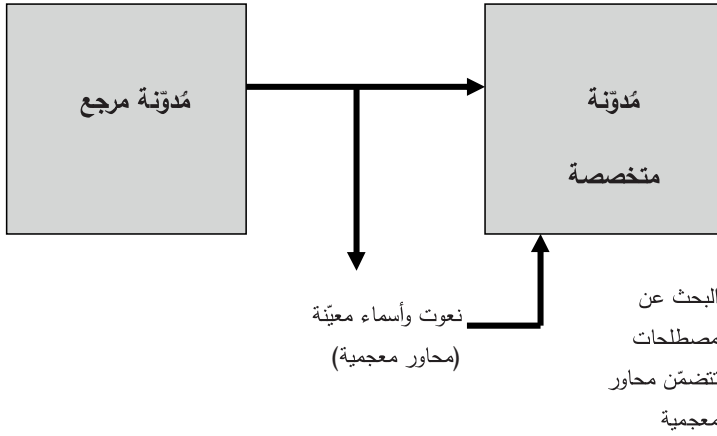 مُدوّنة مرجع
مُدوّنة
متخصصة
نعوت وأسماء معيّنة
(محاور معجمية)
البحث عن
مصطلحات
تتضمّن محاور
معجمية